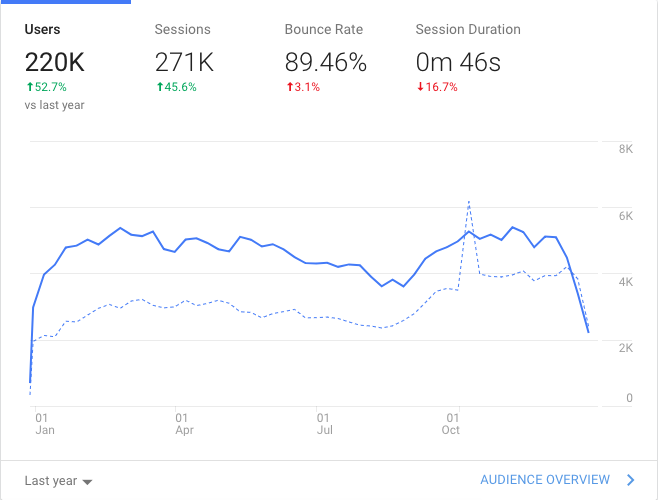 Users Sessions Bounce Rate Session Duration
220K 271K 89.46% 0m 46s
↑52.7% ↑45.6% ↑3.1% ↓16.7%
vs last year
8K
6K
4K
2K
0
01 01 01 01
Jan Apr Jul Oct
Last year AUDIENCE OVERVIEW